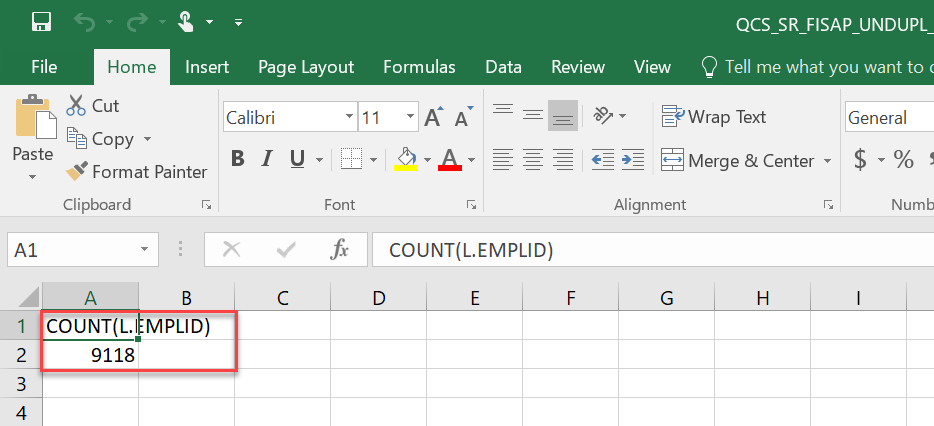 QCS_SR_FISAP_UNDUPL_
File Home Insert Page Layout Formulas Data Review View Tell me what you want to
Cut
Copy
Format Painter
Paste
Clipboard
Calibri 11
B I U
Font
Wrap Text
Merge & Center
Alignment
General
$ %
A1 fx COUNT(L.EMPLID)
A B C D E F G H I
1 COUNT(L.EMPLID)
2 9118
3
4